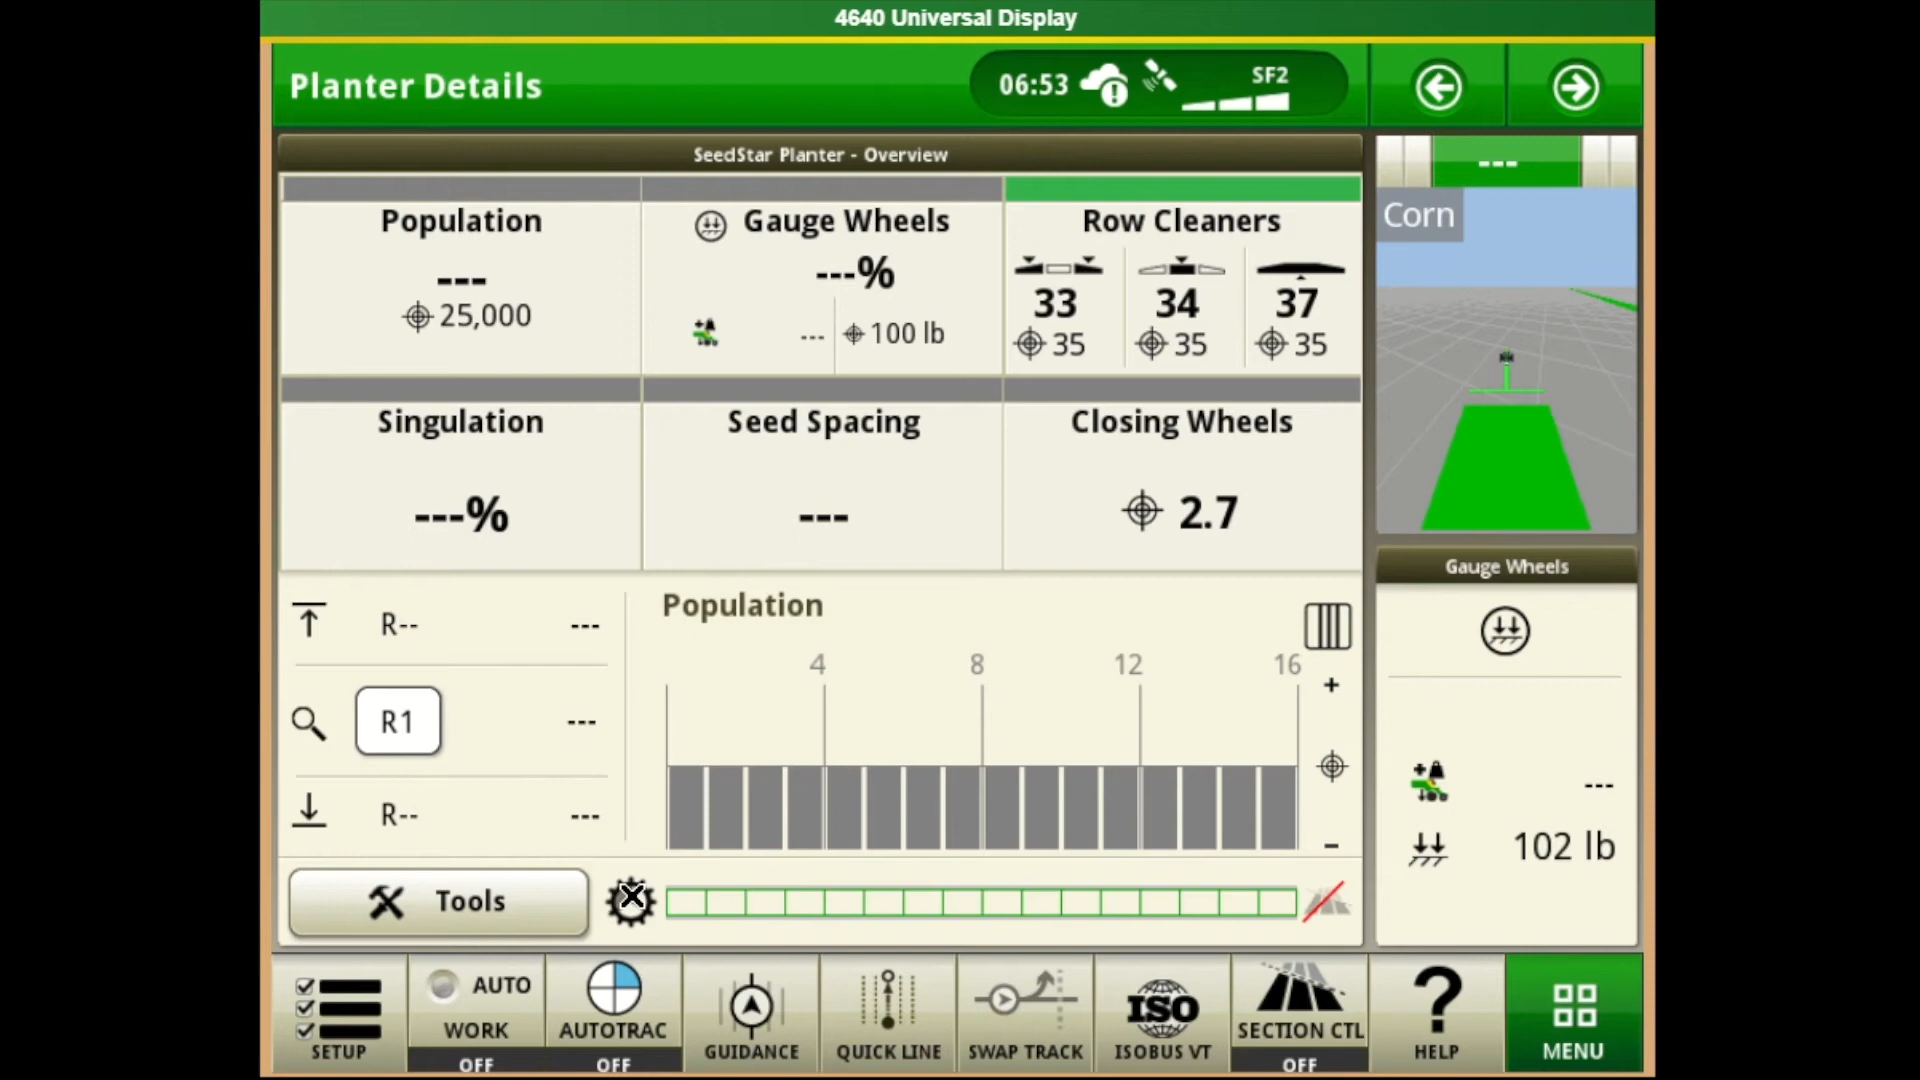 4640 Universal Display
Planter Details
06:53
SF2
SeedStar Planter - Overview
Population
---
25,000
Gauge Wheels
---%
---
100 lb
Row Cleaners
33 34 37
35 35 35
Singulation
---%
Seed Spacing
---
Closing Wheels
2.7
R-- ---
R1 ---
R-- ---
Population
4 8 12 16
+
-
Tools
---
Corn
Gauge Wheels
---
102 lb
SETUP
AUTO
WORK
OFF
AUTOTRAC
OFF
GUIDANCE
QUICK LINE
SWAP TRACK
ISO
ISOBUS VT
SECTION CTL
OFF
?
HELP
MENU